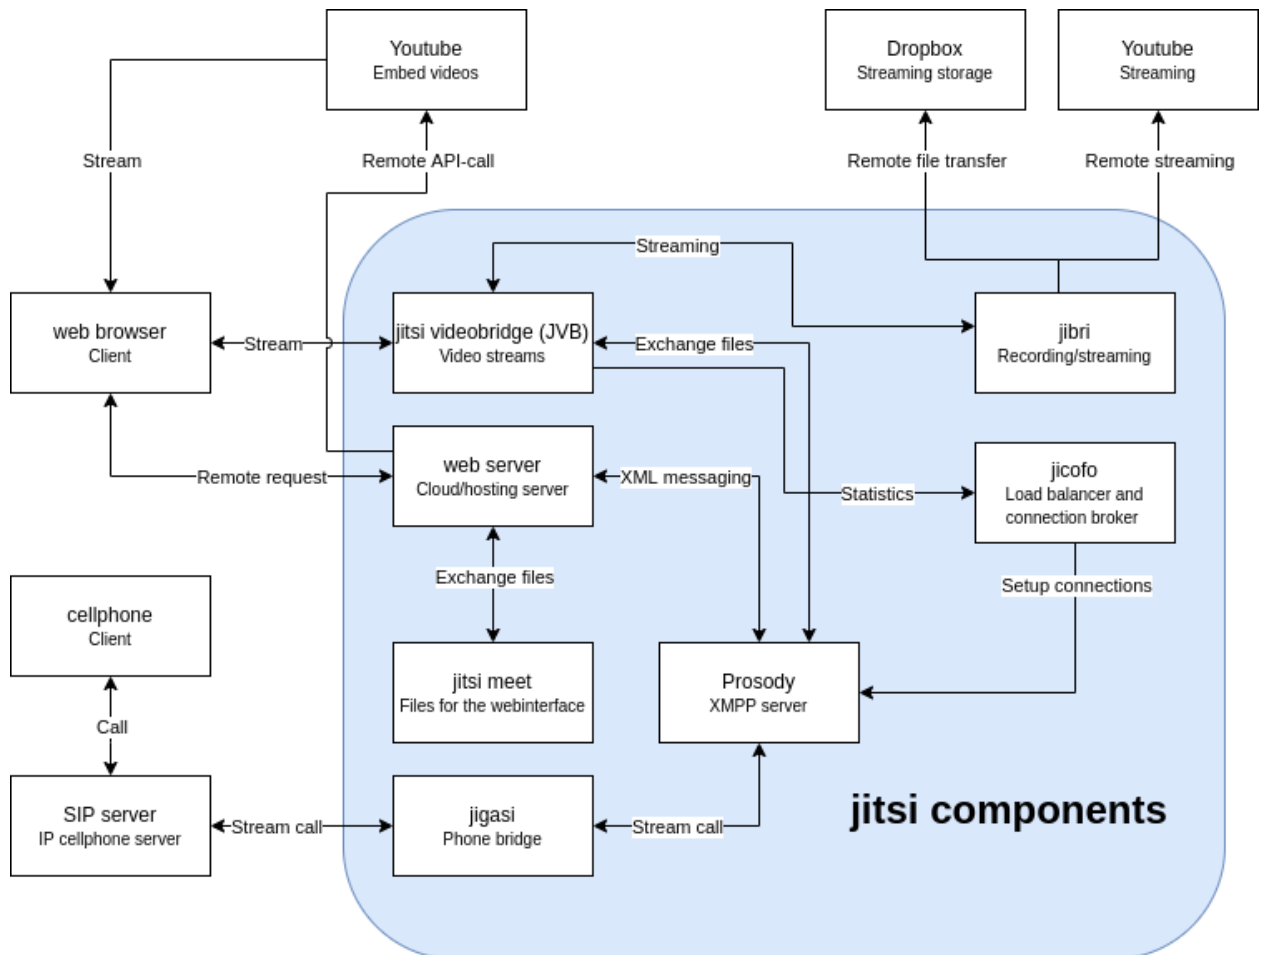 Youtube
Embed videos
Dropbox
Streaming storage
Youtube
Streaming
Stream
Remote API-call
Remote file transfer
Remote streaming
Streaming
web browser
Client
Stream
jitsi videobridge (JVB)
Video streams
Exchange files
jibri
Recording/streaming
Remote request
web server
Cloud/hosting server
XML messaging
Statistics
jicofo
Load balancer and
connection broker
Exchange files
Setup connections
cellphone
Client
jitsi meet
Files for the webinterface
Prosody
XMPP server
Call
SIP server
IP cellphone server
Stream call
jigasi
Phone bridge
Stream call
jitsi components